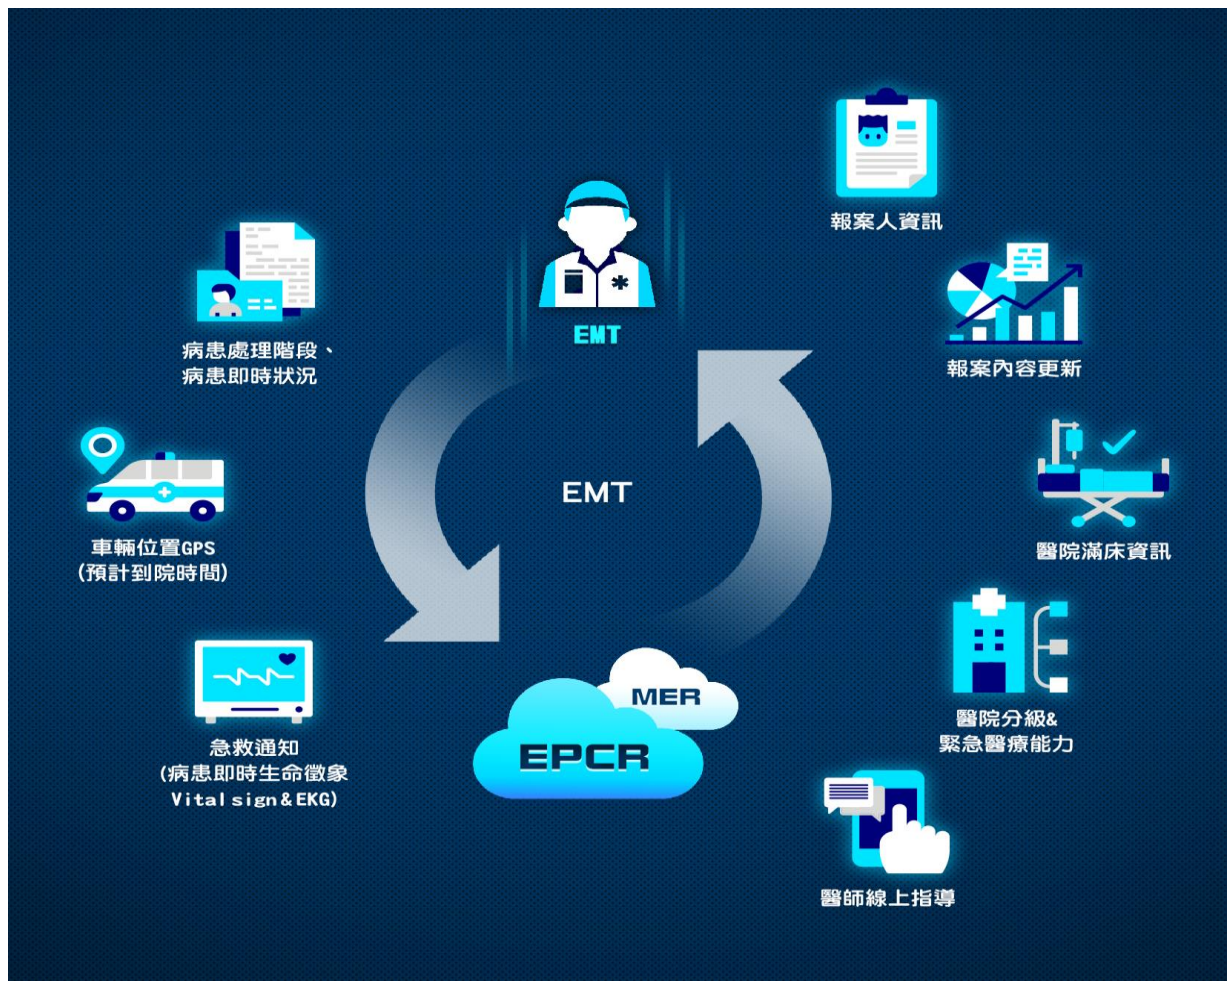 EMT
病患處理階段、
病患即時狀況
車輛位置GPS
(預計到院時間)
急救通知
(病患即時生命徵象
Vital sign & EKG)
EMT
MER
EPCR
報案人資訊
報案內容更新
醫院滿床資訊
醫院分級&
緊急醫療能力
醫師線上指導